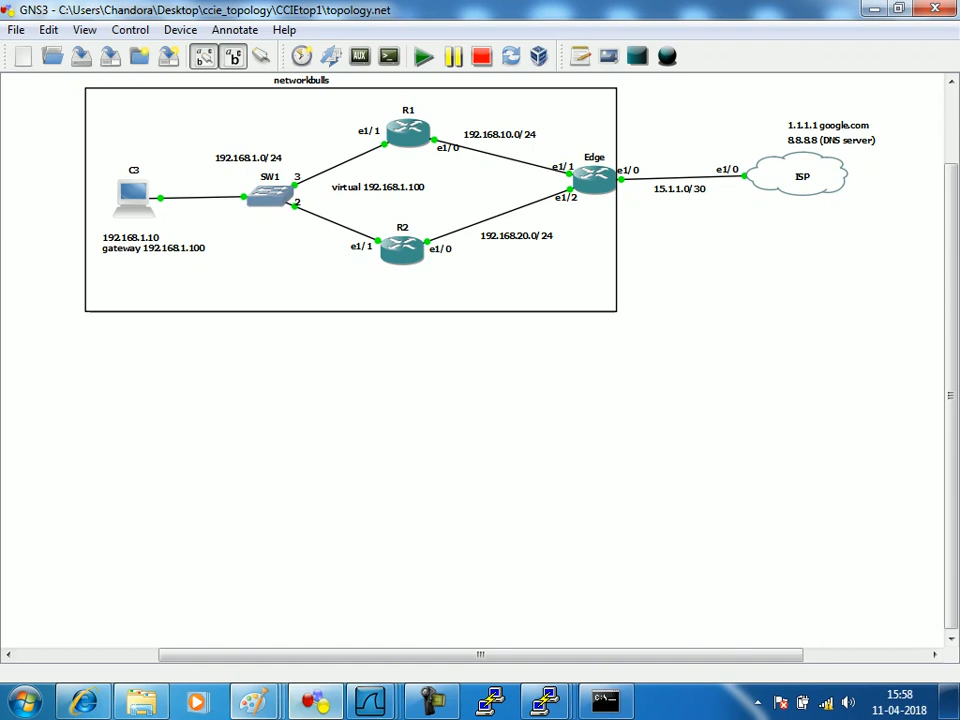 GNS3 - C:\Users\Chandora\Desktop\ccie_topology\CCIEtop1\topology.net
File Edit View Control Device Annotate Help
networkbulls
R1
e1/1
192.168.10.0/24
e1/0
1.1.1.1 google.com
8.8.8.8 (DNS server)
192.168.1.0/24
Edge
e1/1
e1/0
e1/0
ISP
C3
SW1
3
virtual 192.168.1.100
15.1.1.0/30
e1/2
2
R2
192.168.20.0/24
192.168.1.10
gateway 192.168.1.100
e1/1
e1/0
15:58
11-04-2018